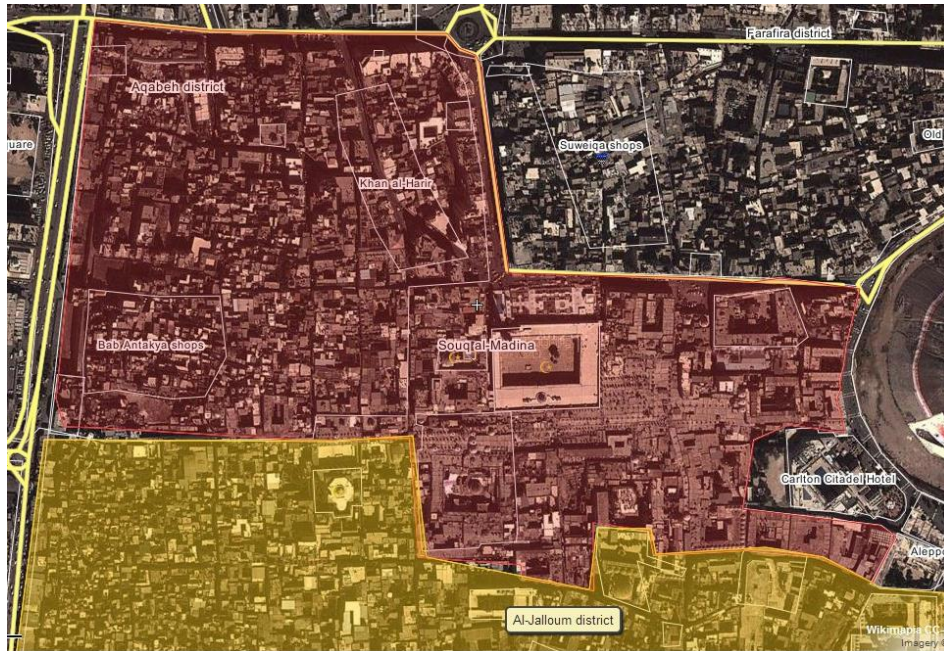 Farafira district
Aqabeh district
uare
Suweiqa shops
Old
Khan al-Harir
Bab Antakya shops
Souq al-Madina
Carlton Citadel Hotel
Aleppo
Al-Jalloum district
Wikimapia CC-
Imagery ©